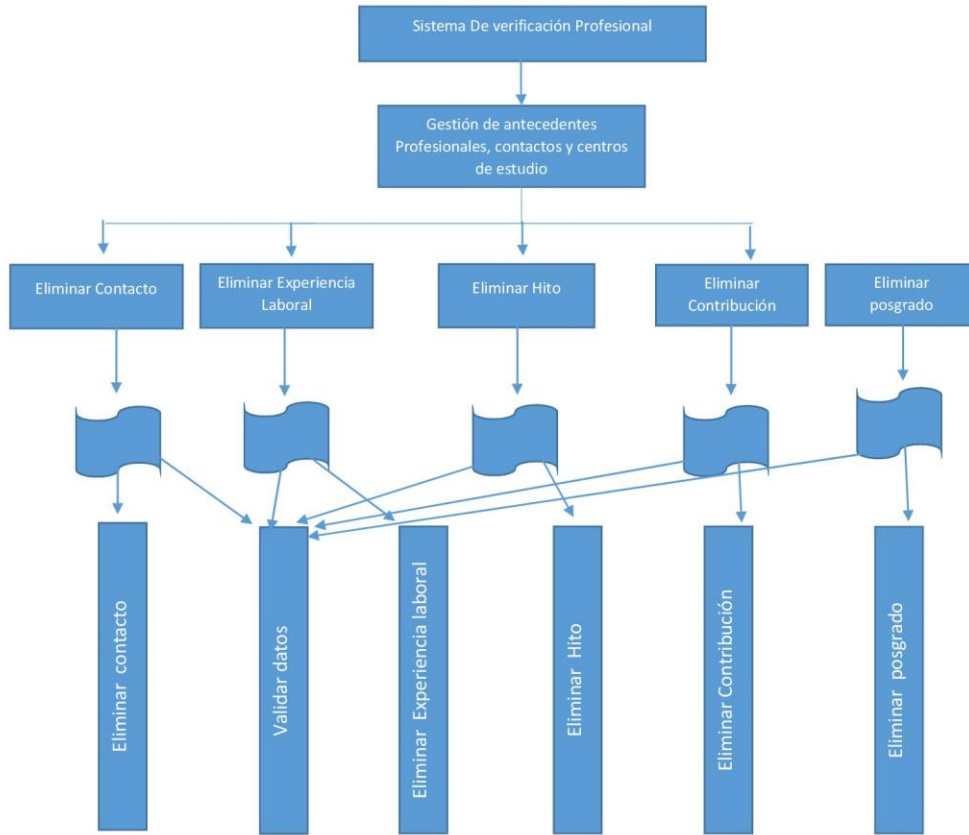 Sistema De verificación Profesional
Gestión de antecedentes
Profesionales, contactos y centros
de estudio
Eliminar Contacto
Eliminar Experiencia
Laboral
Eliminar Hito
Eliminar
Contribución
Eliminar
posgrado
Eliminar contacto
Validar datos
Eliminar Experiencia laboral
Eliminar Hito
Eliminar Contribución
Eliminar posgrado